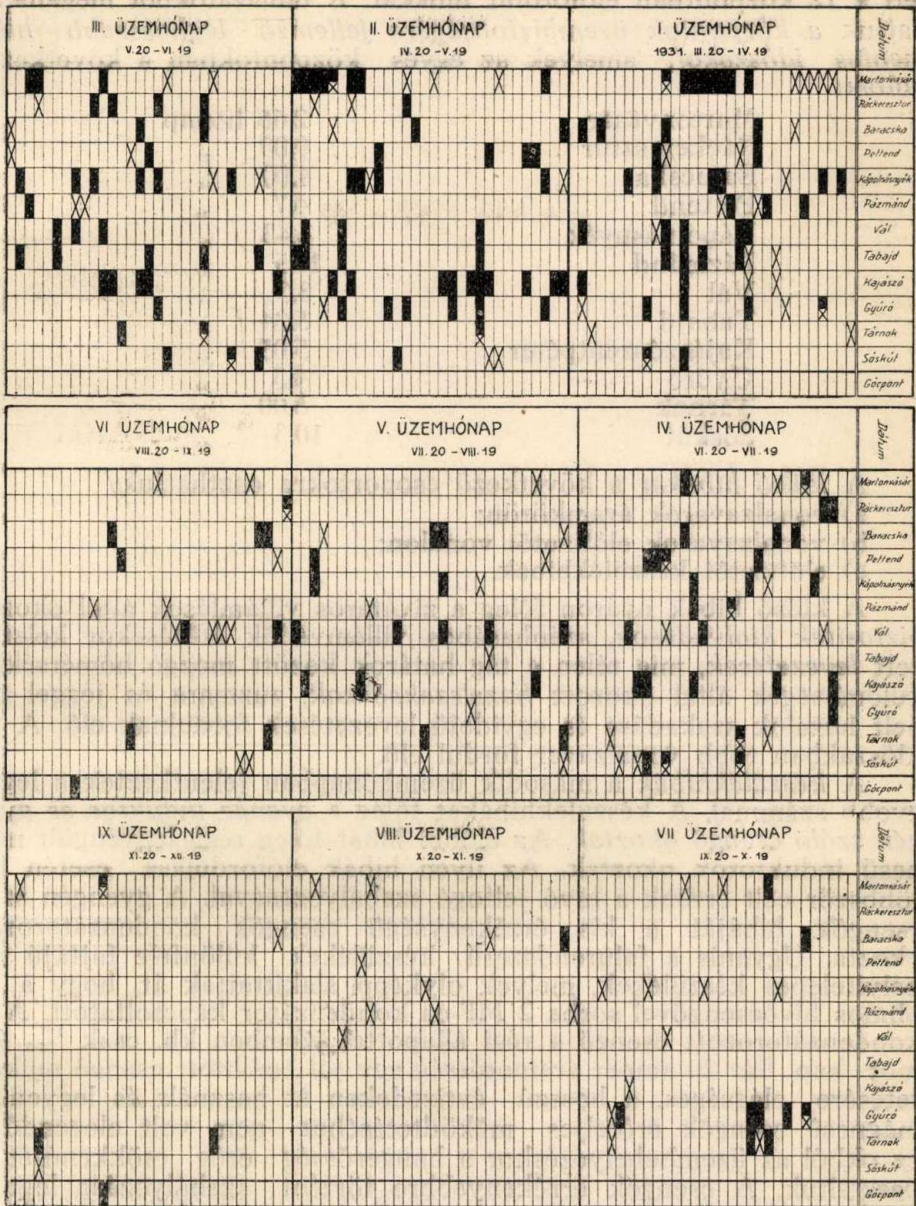 III. ÜZEMHÓNAP
V. 20 - VI. 19
II. ÜZEMHÓNAP
IV. 20 - V. 19
I. ÜZEMHÓNAP
1931. III. 20 - IV. 19
Dátum
Martonvásár
Ráckeresztur
Baracska
Pettend
Kápolnásnyék
Pázmánd
Vál
Tabajd
Kajászó
Gyúró
Tárnok
Sóskút
Gócpont
VI ÜZEMHÓNAP
VIII. 20 - IX. 19
V. ÜZEMHÓNAP
VII. 20 - VIII. 19
IV. ÜZEMHÓNAP
VI. 20 - VII. 19
Dátum
Martonvásár
Ráckeresztur
Baracska
Pettend
Kápolnásnyék
Pázmánd
Vál
Tabajd
Kajászó
Gyúró
Tárnok
Sóskút
Gócpont
IX. ÜZEMHÓNAP
XI. 20 - XII. 19
VIII. ÜZEMHÓNAP
X. 20 - XI. 19
VII ÜZEMHÓNAP
IX. 20 - X. 19
Dátum
Martonvásár
Ráckeresztur
Baracska
Pettend
Kápolnásnyék
Pázmánd
Vál
Tabajd
Kajászó
Gyúró
Tárnok
Sóskút
Gócpont